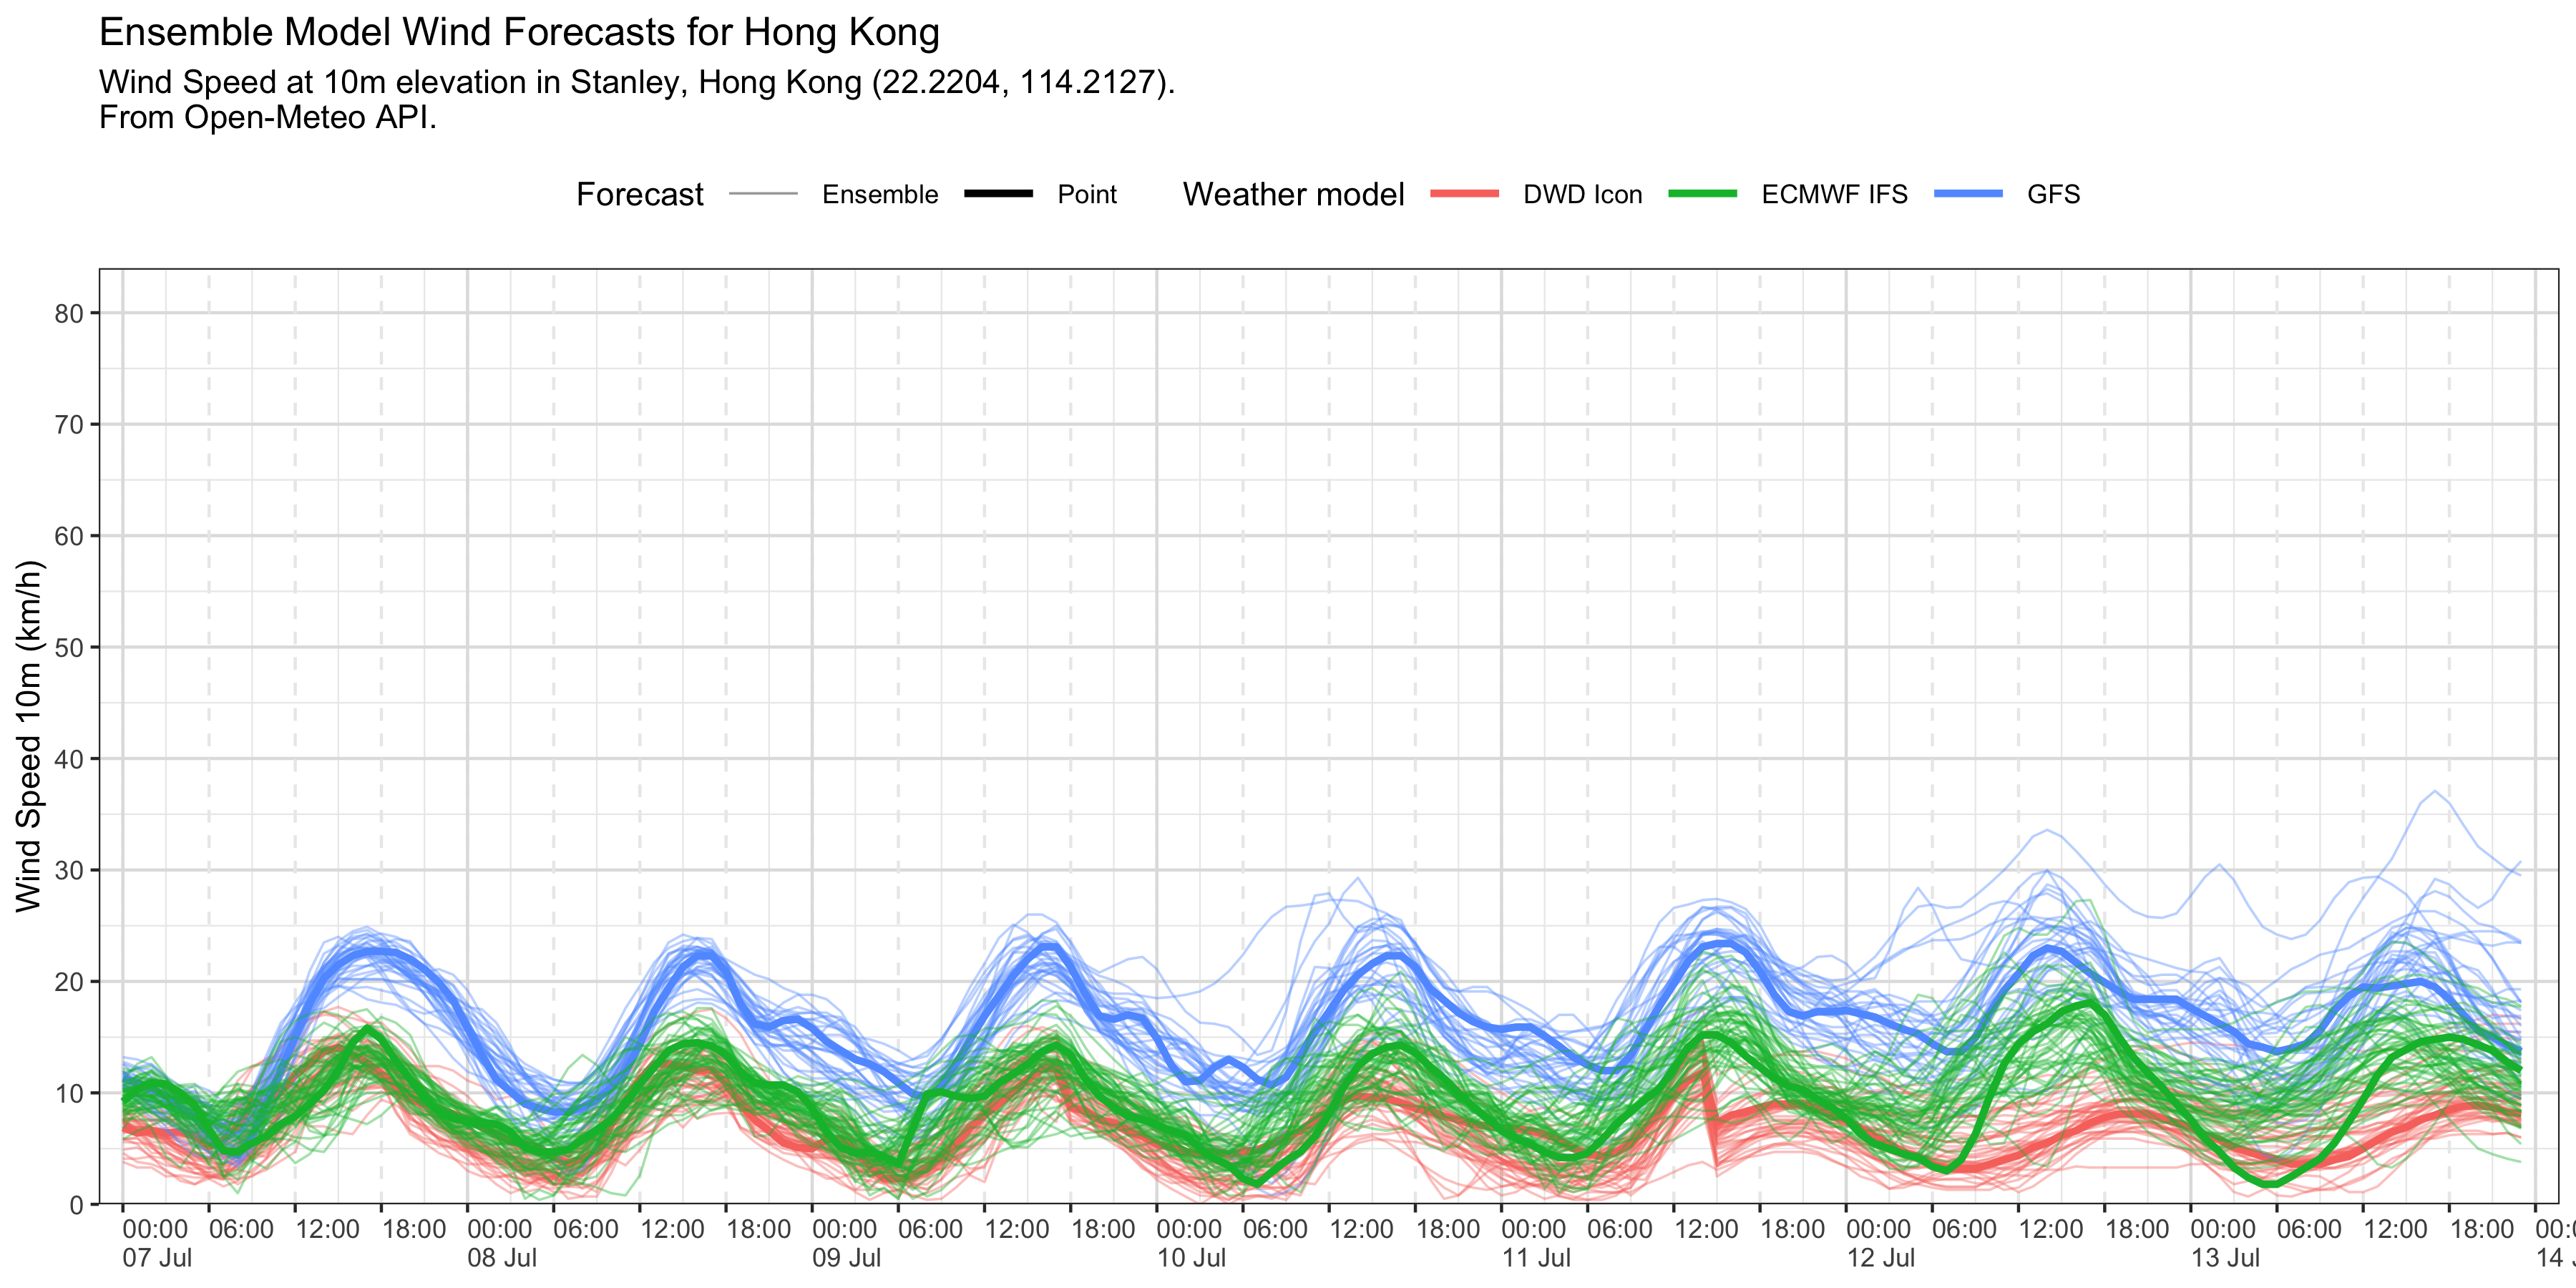 Ensemble Model Wind Forecasts for Hong Kong
Wind Speed at 10m elevation in Stanley, Hong Kong (22.2204, 114.2127).
From Open-Meteo API.
Forecast Ensemble Point Weather model DWD Icon ECMWF IFS GFS
Wind Speed 10m (km/h)
80
70
60
50
40
30
20
10
0
00:00 06:00 12:00 18:00 00:00 06:00 12:00 18:00 00:00 06:00 12:00 18:00 00:00 06:00 12:00 18:00 00:00 06:00 12:00 18:00 00:00 06:00 12:00 18:00 00:00 06:00 12:00 18:00 00:
07 Jul 08 Jul 09 Jul 10 Jul 11 Jul 12 Jul 13 Jul 14